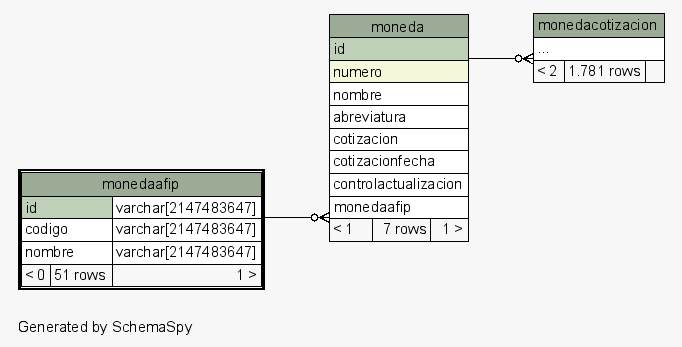 moneda
id
numero
nombre
abreviatura
cotizacion
cotizacionfecha
controlactualizacion
monedaafip
< 1 7 rows 1 >
monedacotizacion
...
< 2 1.781 rows
monedaafip
id varchar[2147483647]
codigo varchar[2147483647]
nombre varchar[2147483647]
< 0 51 rows 1 >
Generated by SchemaSpy